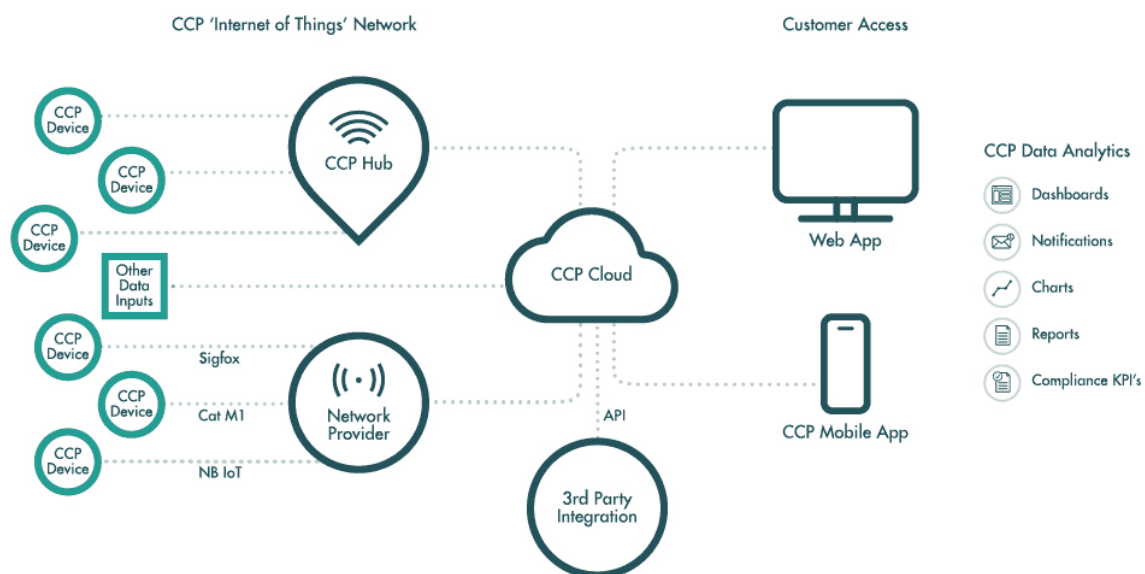 CCP 'Internet of Things' Network
Customer Access
CCP
Device
CCP
Device
CCP
Device
Other
Data
Inputs
CCP
Device
CCP
Device
CCP
Device
Sigfox
Cat M1
NB IoT
CCP Hub
Network
Provider
CCP Cloud
API
3rd Party
Integration
Web App
CCP Mobile App
CCP Data Analytics
Dashboards
Notifications
Charts
Reports
Compliance KPI's